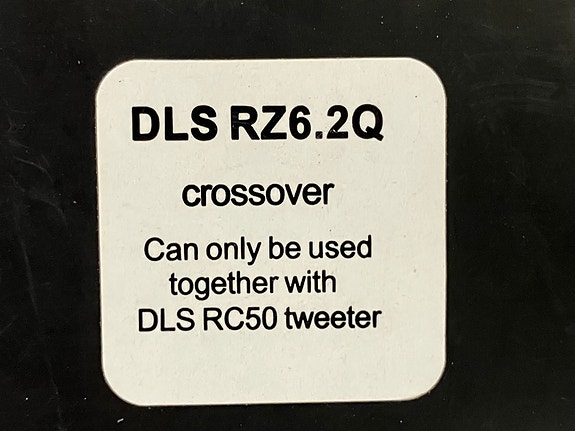 DLS RZ6.2Q
crossover
Can only be used
together with
DLS RC50 tweeter